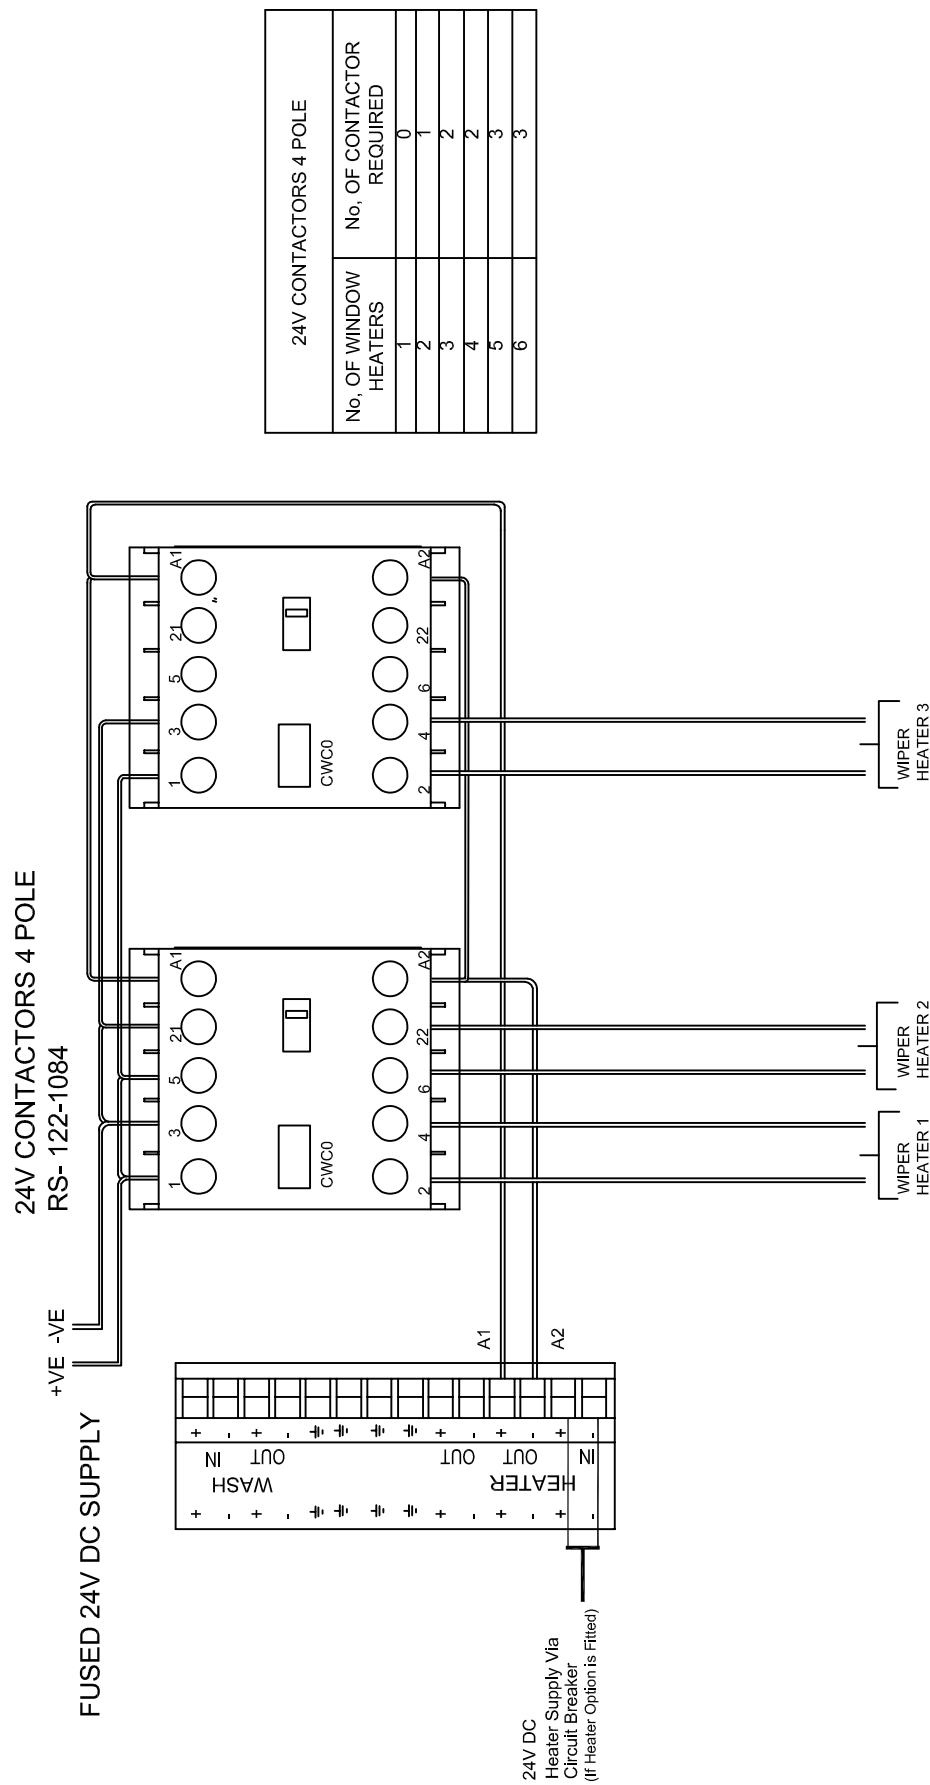 24V CONTACTORS 4 POLE
RS- 122-1084
FUSED 24V DC SUPPLY
+VE -VE
1 3 5 21 A1
CWC0
2 4 6 22 A2
1 3 5 21 A1
CWC0
2 4 6 22 A2
WIPER
HEATER 1
WIPER
HEATER 2
WIPER
HEATER 3
A1
A2
+ - + - + - + - + -
IN OUT OUT OUT IN
WASH HEATER
+ - + - + - + - + -
24V DC
Heater Supply Via
Circuit Breaker
(If Heater Option is Fitted)
24V CONTACTORS 4 POLE
No, OF WINDOW
HEATERS
No, OF CONTACTOR
REQUIRED
1 0
2 1
3 2
4 2
5 3
6 3